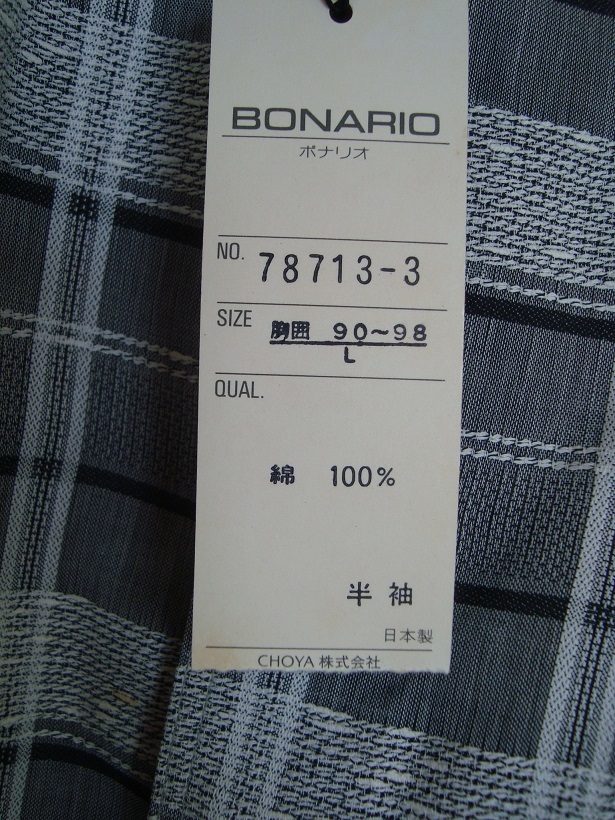 BONARIO
ボナリオ
NO. 78713-3
SIZE 胸囲 90~98
L
QUAL.
綿 100%
半袖
日本製
CHOYA 株式会社